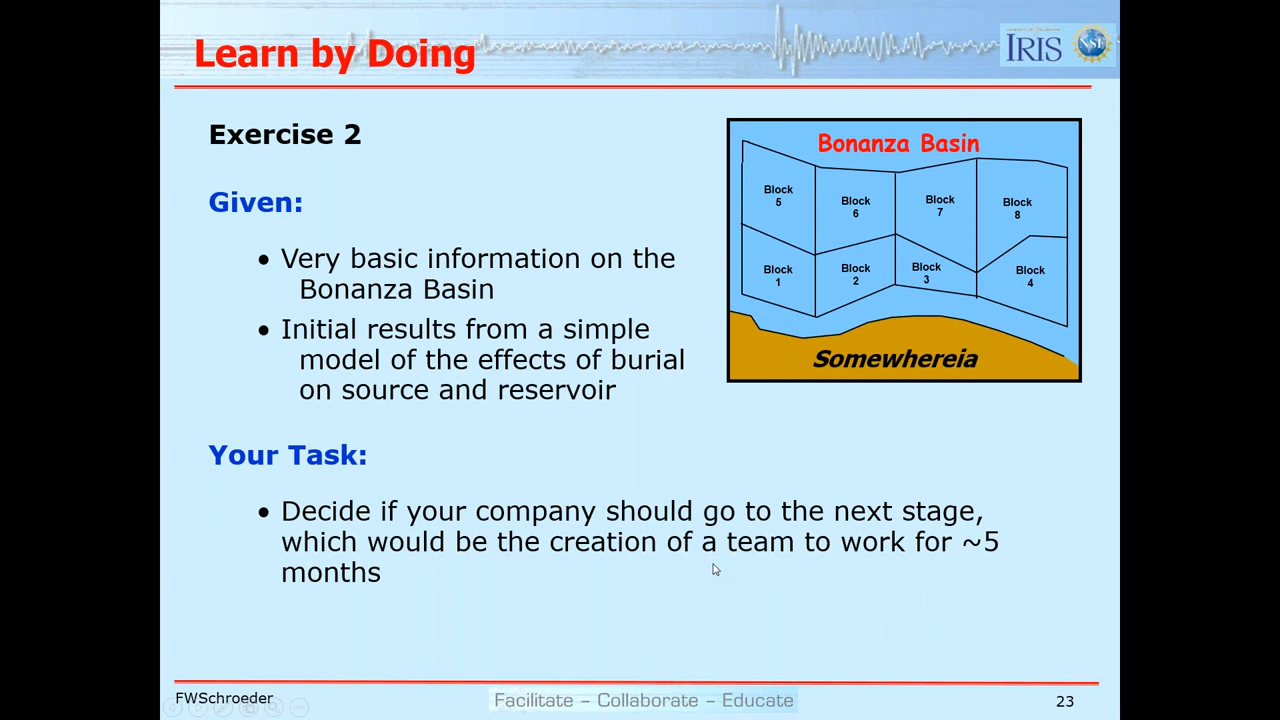 Learn by Doing
IRIS
NSF
Exercise 2
Given:
• Very basic information on the
Bonanza Basin
• Initial results from a simple
model of the effects of burial
on source and reservoir
Bonanza Basin
Block
5
Block
6
Block
7
Block
8
Block
1
Block
2
Block
3
Block
4
Somewhereia
Your Task:
• Decide if your company should go to the next stage,
which would be the creation of a team to work for ~5
months
FWSchroeder
Facilitate – Collaborate – Educate
23